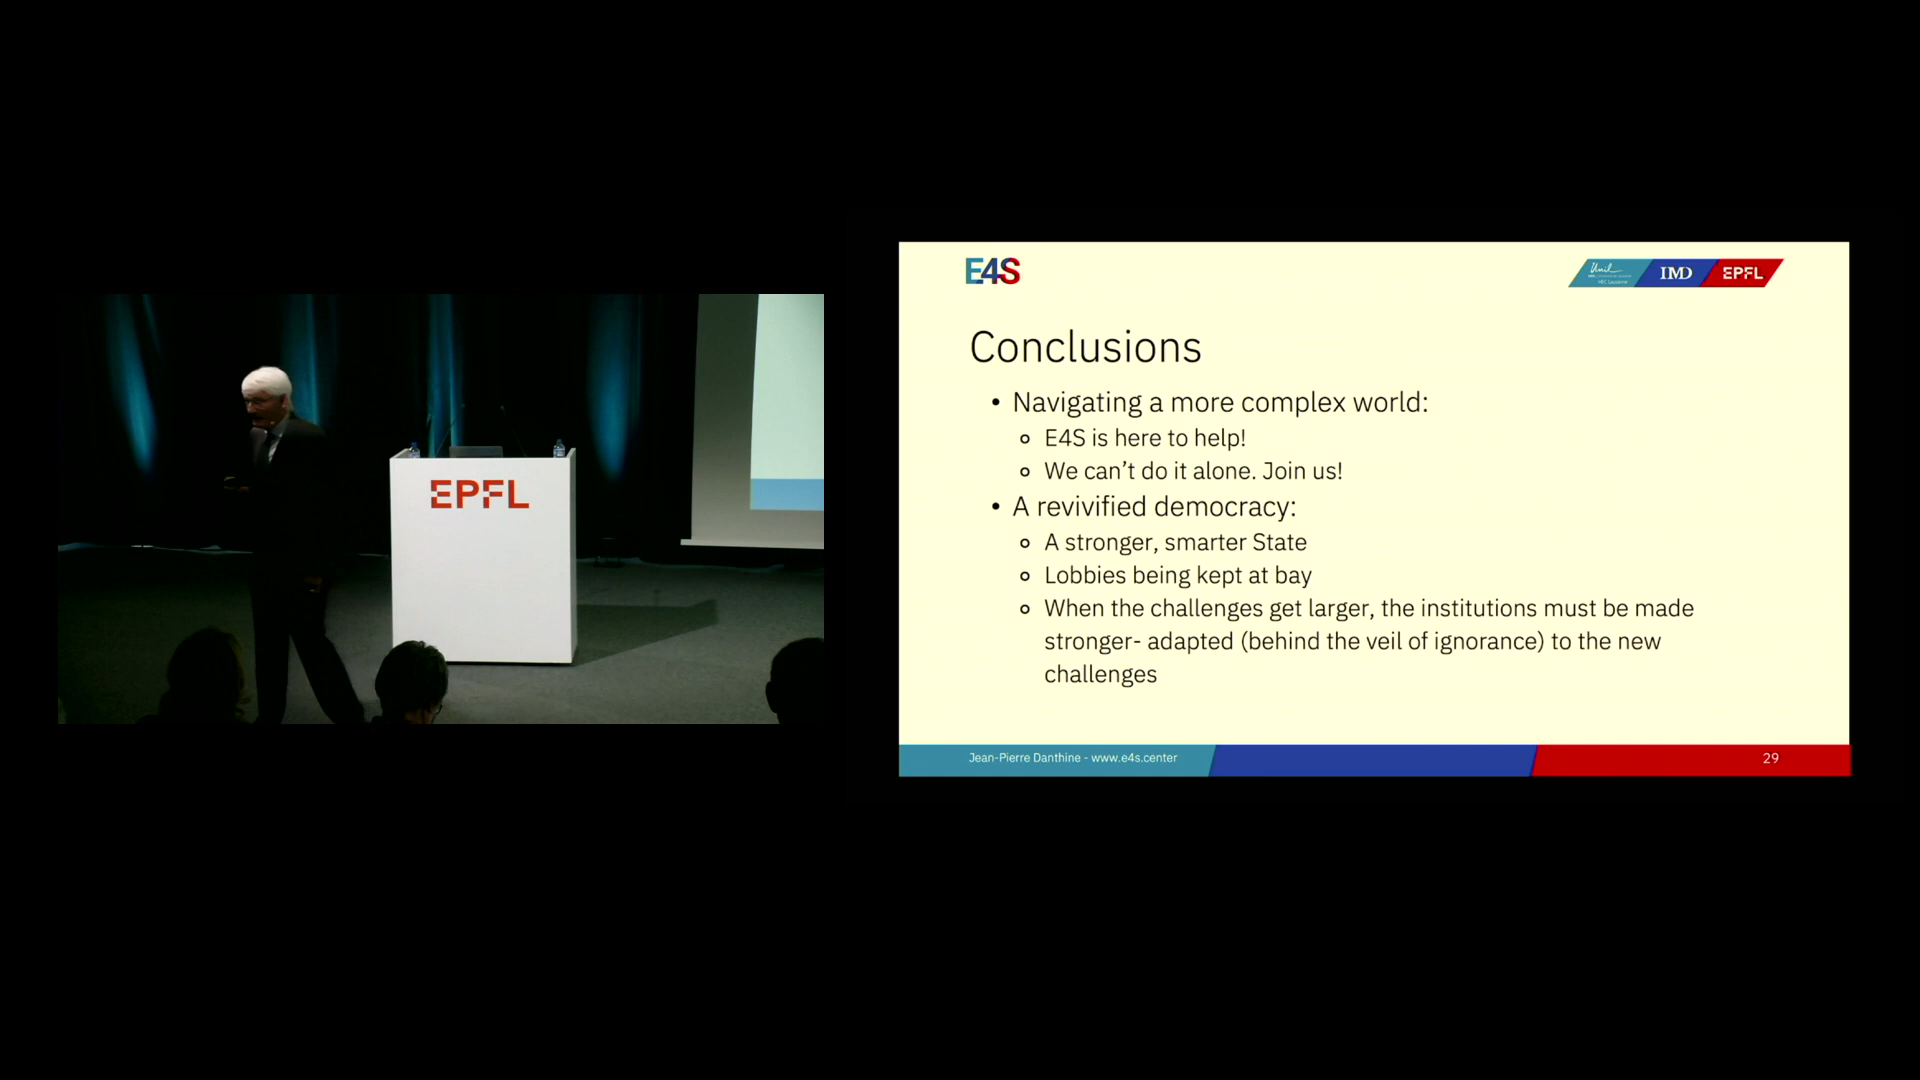 EPFL
E4S
Unil
IMD
EPFL
Conclusions
• Navigating a more complex world:
o E4S is here to help!
o We can't do it alone. Join us!
• A revivified democracy:
o A stronger, smarter State
o Lobbies being kept at bay
o When the challenges get larger, the institutions must be made
stronger- adapted (behind the veil of ignorance) to the new
challenges
Jean-Pierre Danthine - www.e4s.center
29